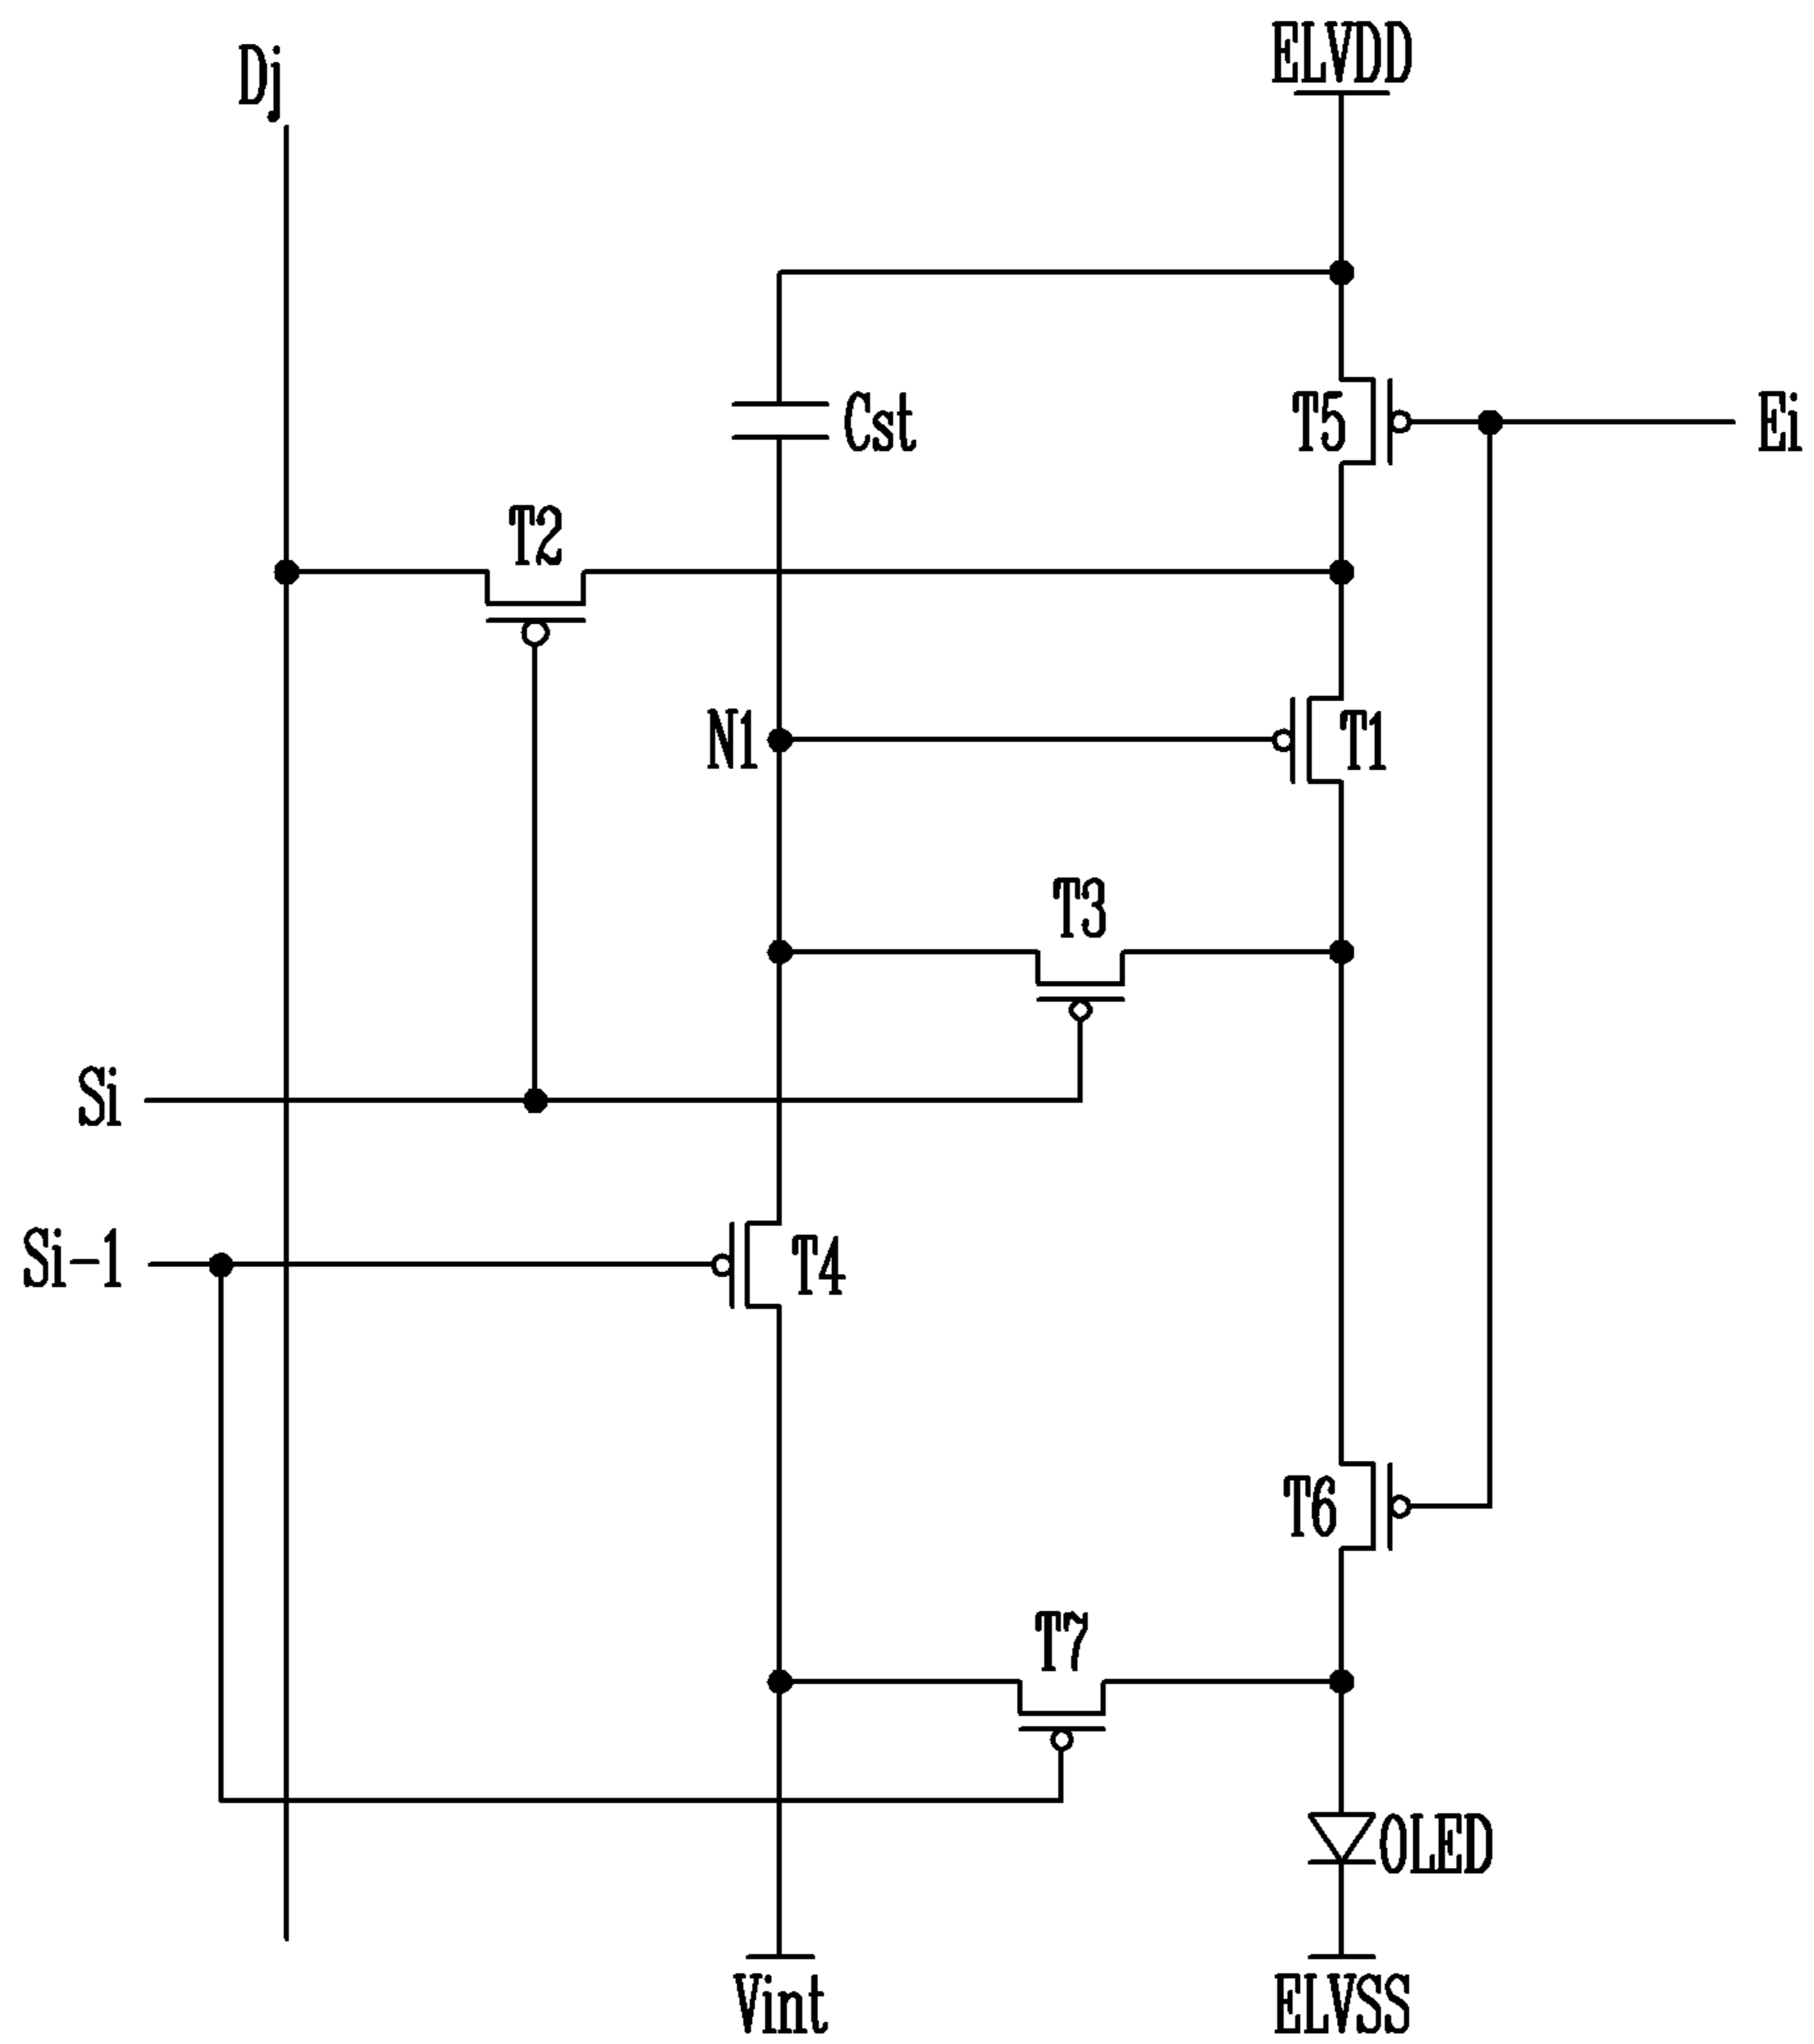 ELVDD
Dj
T5
Ei
Cst
T2
N1
T1
T3
Si
Si-1
T4
T6
T7
OLED
Vint
ELVSS